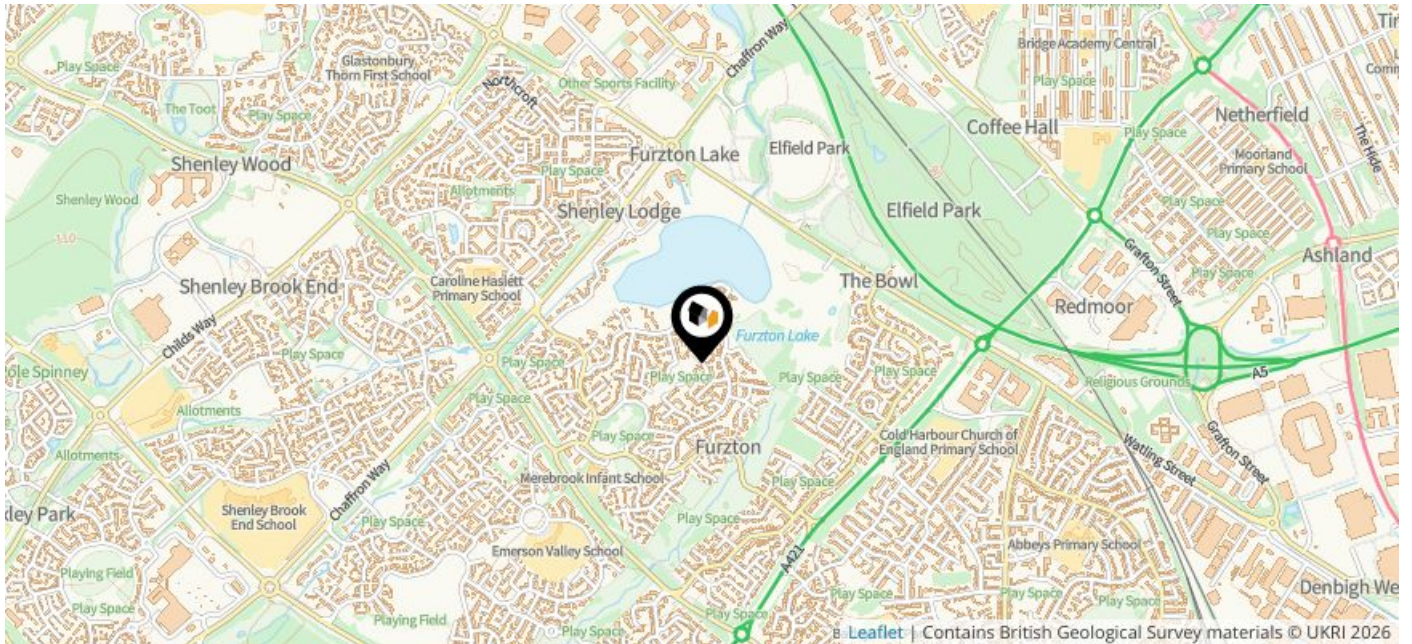 Bridge Academy Central
Play Space
Glastonbury
Thorn First School
Chaffron Way
Northcroft
Other Sports Facility
Play Space
The Toot
Play Space
Coffee Hall
Play Space
Netherfield
The Hide
Shenley Wood
Furzton Lake
Elfield Park
Moorland
Primary School
Play Space
Allotments
Shenley Wood
110
Shenley Lodge
Elfield Park
Play Space
Play Space
Grafton Street
Ashland
Shenley Brook End
Caroline Haslett
Primary School
The Bowl
Play Space
Redmoor
Childs Way
Furzton Lake
Play Space
Play Space
Play Space
Play Space
Play Space
ole Spinney
Religious Grounds
A5
Play Space
Allotments
Play Space
Furzton
Cold Harbour Church of
England Primary School
Watling Street
Grafton Street
Allotments
Chaffron Way
Merebrook Infant School
Play Space
kley Park
Shenley Brook
End School
Play Space
Play Space
Emerson Valley School
A421
Abbeys Primary School
Playing Field
Play Space
Denbigh We
Play Space
Play Space
Play Space
Playing Field
Play Space
Leaflet | Contains British Geological Survey materials © UKRI 2026